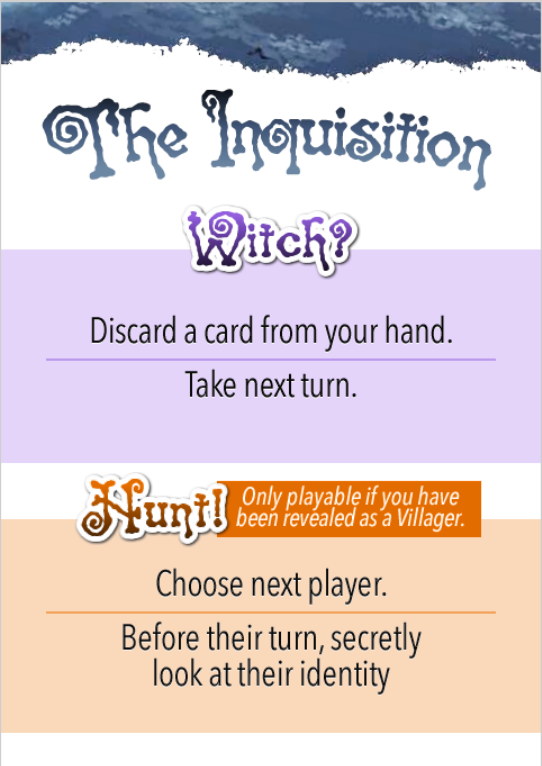 The Inquisition
Witch?
Discard a card from your hand.
Take next turn.
Hunt!
Only playable if you have
been revealed as a Villager.
Choose next player.
Before their turn, secretly
look at their identity